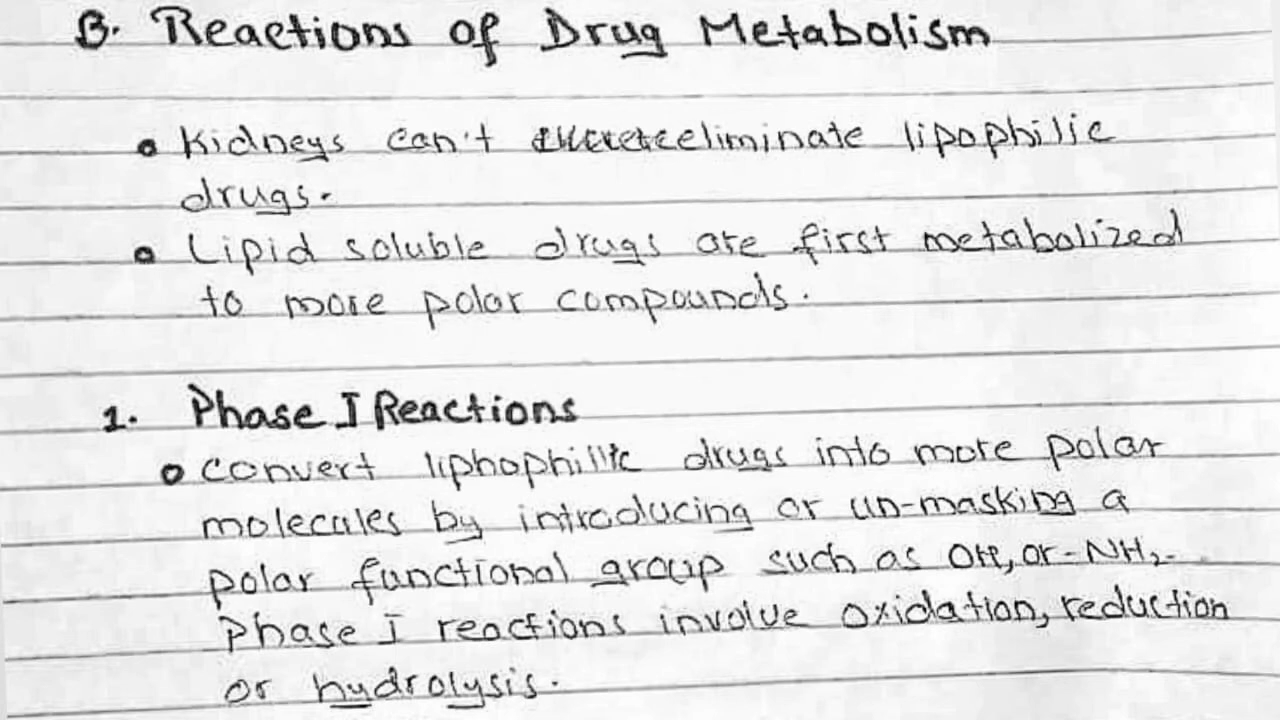 B. Reactions of Drug Metabolism
• Kidneys can't eliminate lipophilic
drugs.
• Lipid soluble drugs are first metabolized
to more polar compounds.
1. Phase I Reactions
• convert liphophillic drugs into more polar
molecules by introducing or un-masking a
polar functional group such as OH, or -NH2.
Phase I reactions involve oxidation, reduction
or hydrolysis.